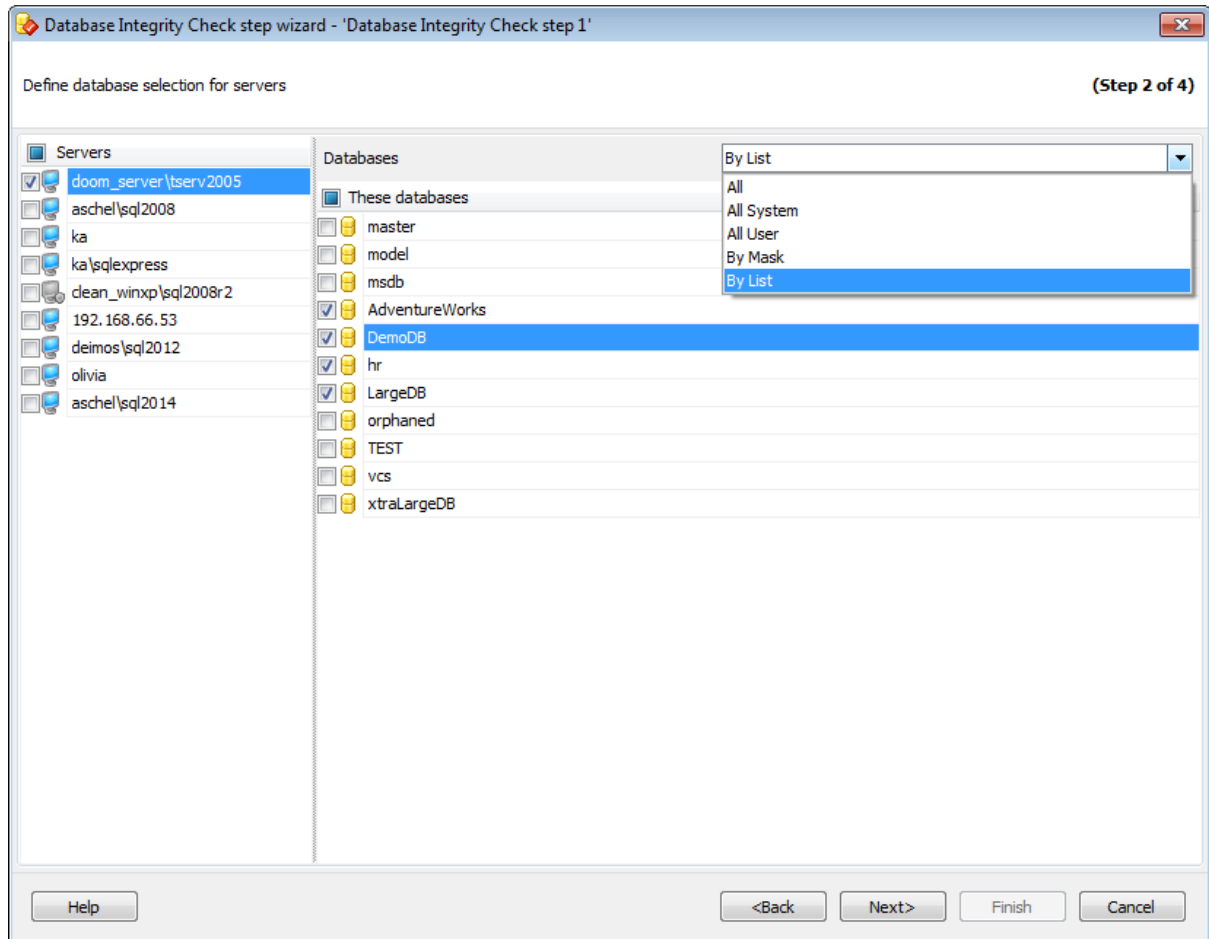 Database Integrity Check step wizard - 'Database Integrity Check step 1'
Define database selection for servers
(Step 2 of 4)
Servers
doom_server\tserv2005
aschel\sql2008
ka
ka\sqlexpress
clean_winxp\sql2008r2
192.168.66.53
deimos\sql2012
olivia
aschel\sql2014
Databases
By List
All
All System
All User
By Mask
By List
These databases
master
model
msdb
AdventureWorks
DemoDB
hr
LargeDB
orphaned
TEST
vcs
xtraLargeDB
Help
<Back
Next>
Finish
Cancel